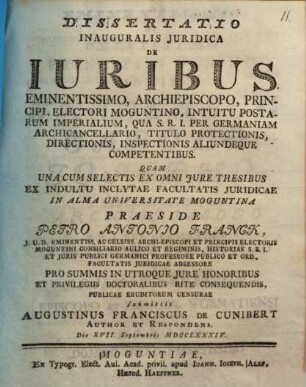 11.
DISSERTATIO
INAUGURALIS JURIDICA
DE
IURIBUS
EMINENTISSIMO, ARCHIEPISCOPO, PRIN-
CIPI, ELECTORI MOGUNTINO, INTUITU POSTA-
RUM IMPERIALIUM, QUA S. R. I. PER GERMANIAM
ARCHICANCELLARIO, TITULO PROTECTIONIS,
DIRECTIONIS, INSPECTIONIS ALIUNDEQUE
COMPETENTIBUS.
QUAM
UNA CUM SELECTIS EX OMNI JURE THESIBUS
EX INDULTU INCLYTAE FACULTATIS JURIDICAE
IN ALMA UNIVERSITATE MOGUNTINA
PRAESIDE
PETRO ANTONIO FRANCK,
J. U. D. EMINENTISS. AC CELSISS. ARCHI-EPISCOPI ET PRINCIPIS ELECTORIS
MOGUNTINI CONSILIARIO AULICO ET REGIMINIS, HISTORIAE S. R. I.
ET JURIS PUBLICI GERMANICI PROFESSORE PUBLICO ET ORD.,
FACULTATIS JURIDICAE ADSESSORE
PRO SUMMIS IN UTROQUE JURE HONORIBUS
ET PRIVILEGIIS DOCTORALIBUS RITE CONSEQUENDIS,
PUBLICAE ERUDITORUM CENSURAE
Submittit
AUGUSTINUS FRANCISCUS DE CUNIBERT
AUTHOR ET RESPONDENS.
Die XVII. Septembris MDCCLXXXIV.
MOGUNTIAE,
Ex Typogr. Elect. Aul. Acad. privil. apud JOANN. JOSEPH. ALEF,
Haered. HAEFFNER.